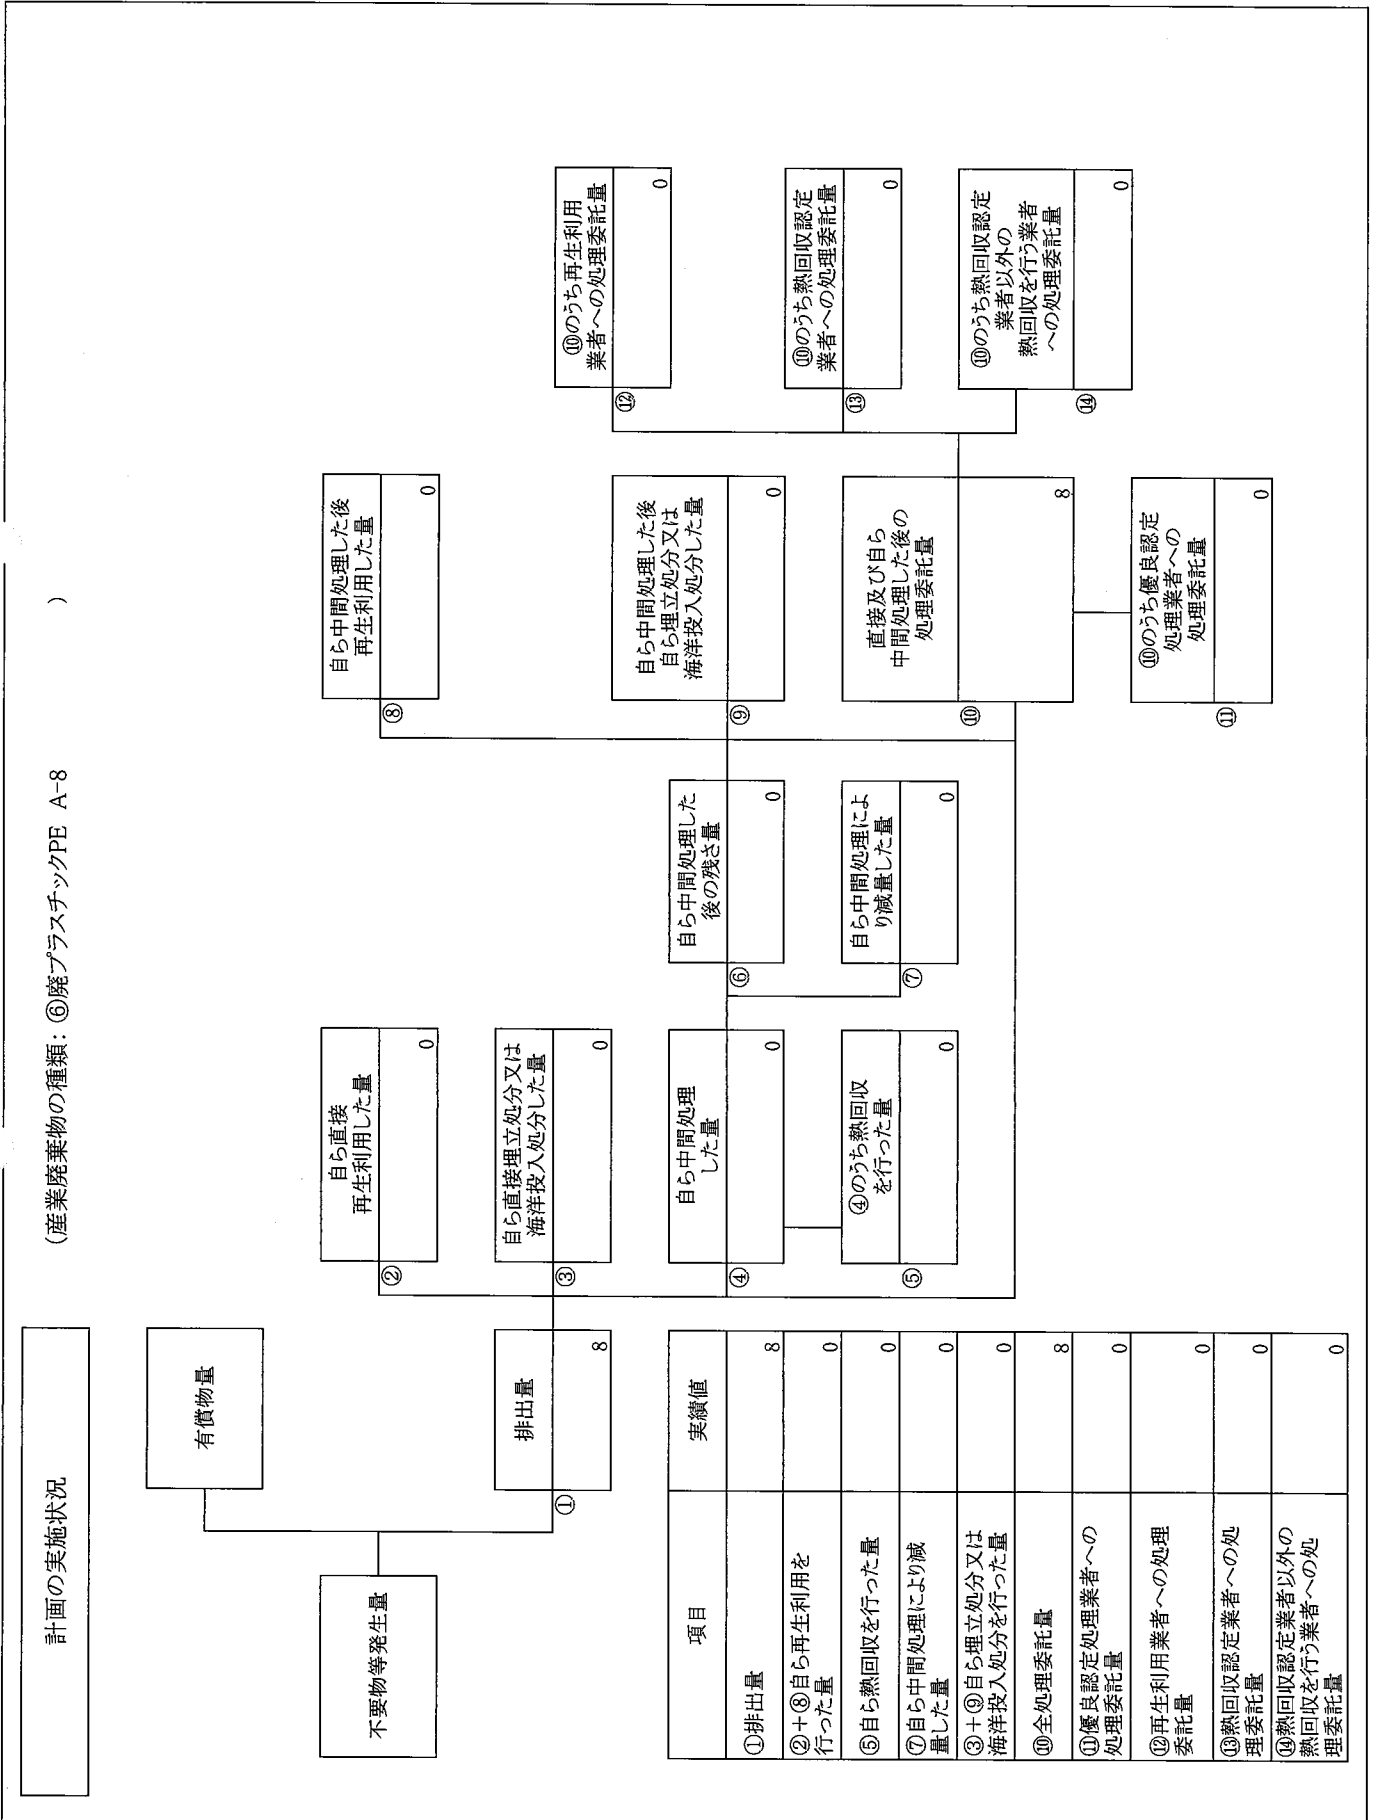 計画の実施状況
(産業廃棄物の種類：⑥廃プラスチックPE A-8 )
不要物等発生量
有償物量
排出量
①
8
自ら直接
再生利用した量
②
0
自ら直接埋立処分又は
海洋投入処分した量
③
0
自ら中間処理
した量
④
0
④のうち熱回収
を行った量
⑤
0
自ら中間処理した
後の残さ量
⑥
0
自ら中間処理によ
り減量した量
⑦
0
自ら中間処理した後
再生利用した量
⑧
0
自ら中間処理した後
自ら埋立処分又は
海洋投入処分した量
⑨
0
直接及び自ら
中間処理した後の
処理委託量
⑩
8
⑩のうち優良認定
処理業者への
処理委託量
⑪
0
⑩のうち再生利用
業者への処理委託量
⑫
0
⑩のうち熱回収認定
業者への処理委託量
⑬
0
⑩のうち熱回収認定
業者以外の
熱回収を行う業者
への処理委託量
⑭
0
項目
実績値
①排出量
8
②+⑧自ら再生利用を
行った量
0
⑤自ら熱回収を行った量
0
⑦自ら中間処理により減
量した量
0
③+⑨自ら埋立処分又は
海洋投入処分を行った量
0
⑩全処理委託量
8
⑪優良認定処理業者への
処理委託量
0
⑫再生利用業者への処理
委託量
0
⑬熱回収認定業者への処
理委託量
0
⑭熱回収認定業者以外の
熱回収を行う業者への処
理委託量
0